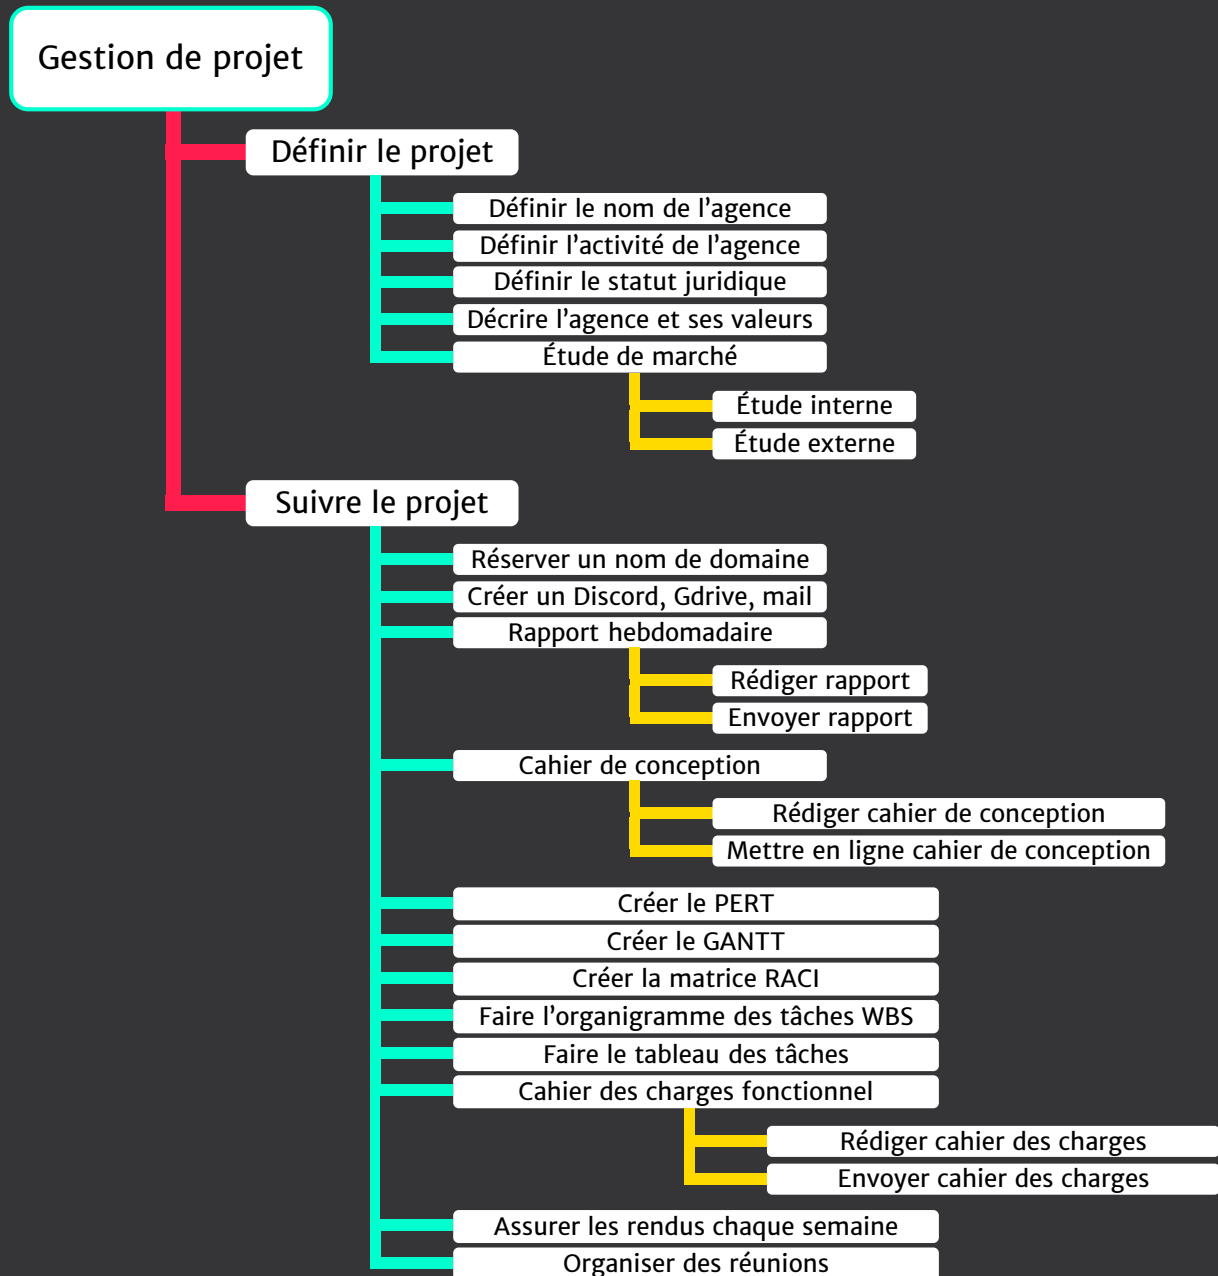 Gestion de projet
Définir le projet
Définir le nom de l’agence
Définir l’activité de l’agence
Définir le statut juridique
Décrire l’agence et ses valeurs
Étude de marché
Étude interne
Étude externe
Suivre le projet
Réserver un nom de domaine
Créer un Discord, Gdrive, mail
Rapport hebdomadaire
Rédiger rapport
Envoyer rapport
Cahier de conception
Rédiger cahier de conception
Mettre en ligne cahier de conception
Créer le PERT
Créer le GANTT
Créer la matrice RACI
Faire l’organigramme des tâches WBS
Faire le tableau des tâches
Cahier des charges fonctionnel
Rédiger cahier des charges
Envoyer cahier des charges
Assurer les rendus chaque semaine
Organiser des réunions